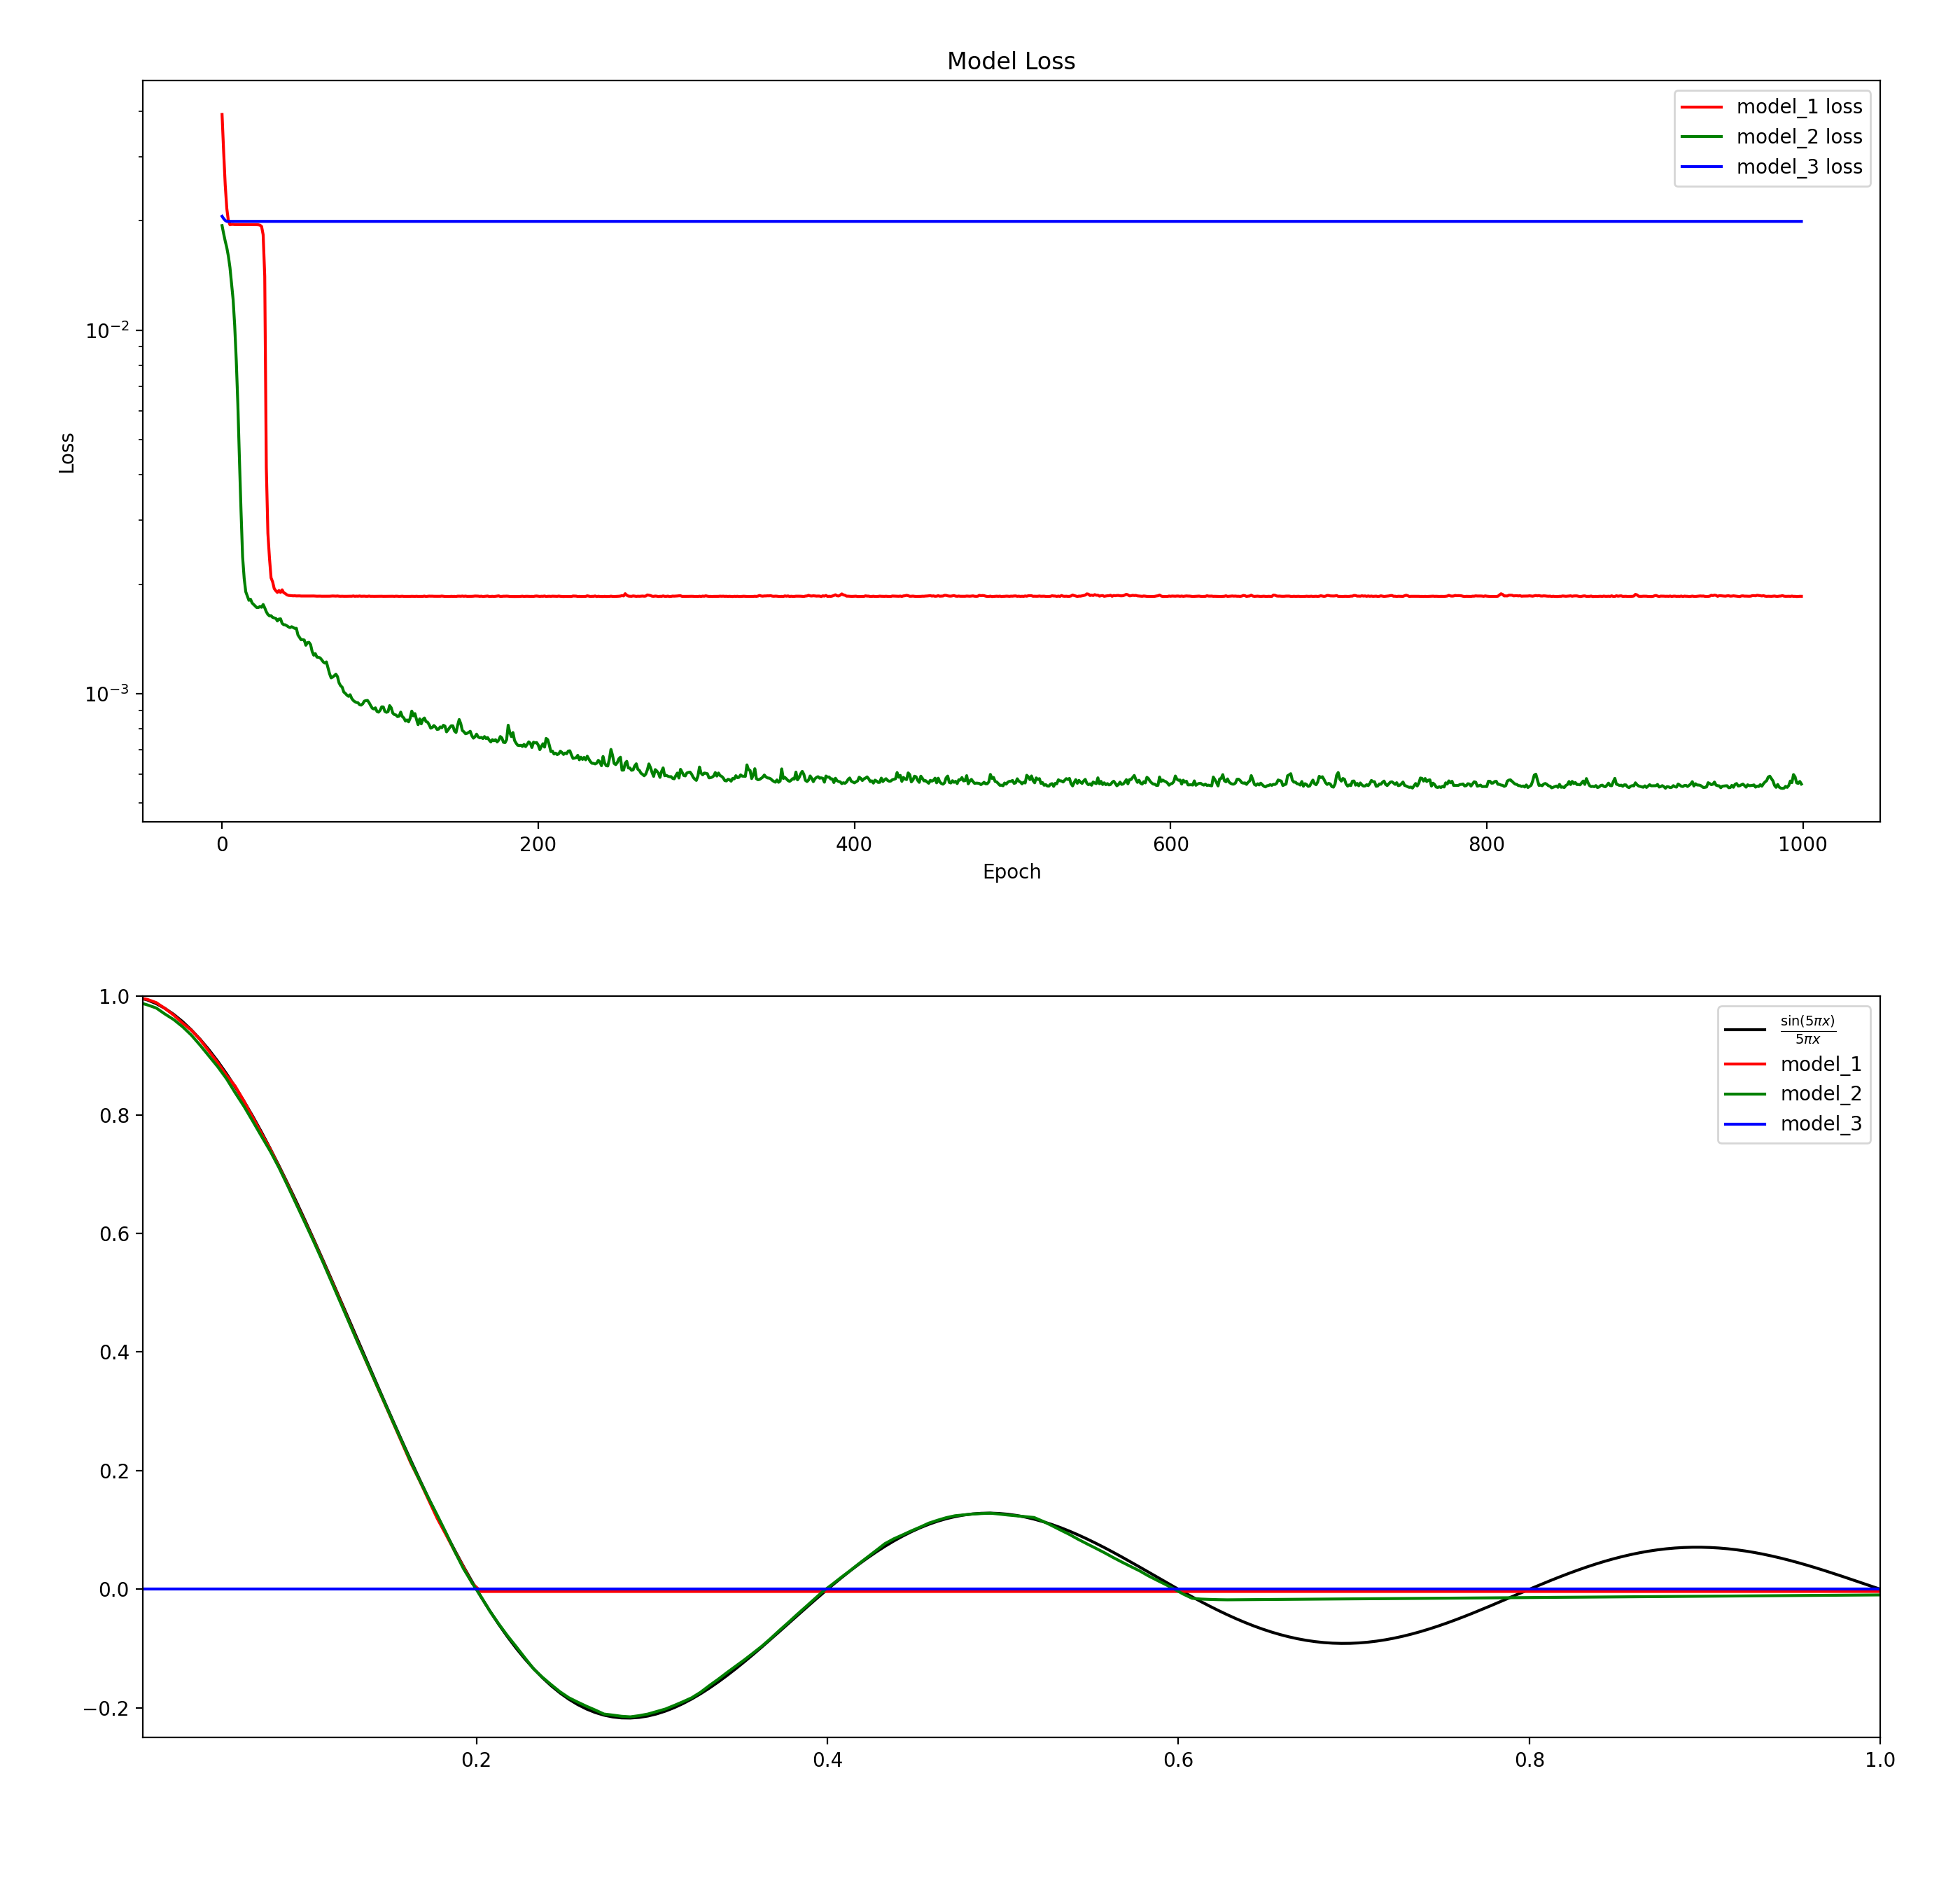 Model Loss
model_1 loss
model_2 loss
model_3 loss
10⁻²
10⁻³
Loss
0 200 400 600 800 1000
Epoch
1.0
0.8
0.6
0.4
0.2
0.0
−0.2
sin(5πx)
5πx
model_1
model_2
model_3
0.2 0.4 0.6 0.8 1.0